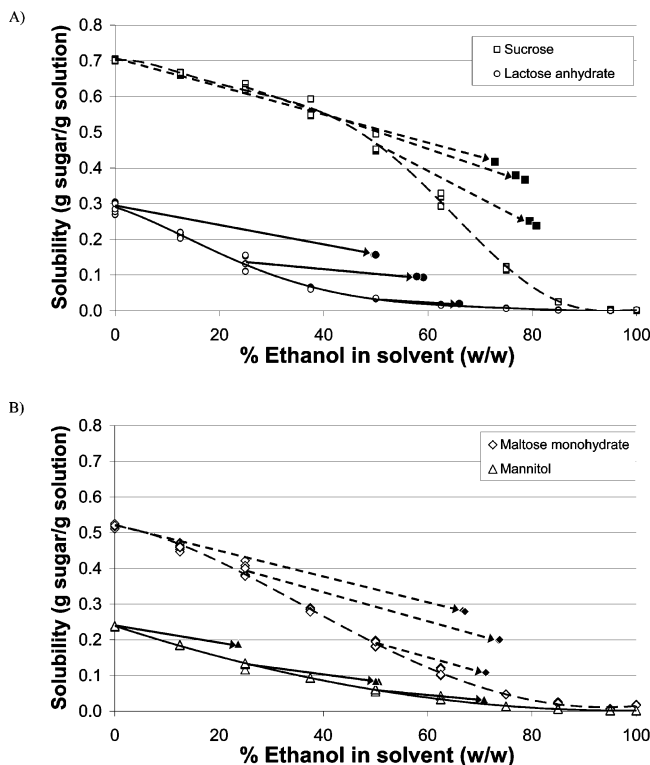 A)
Solubility (g sugar/g solution)
0.8
0.7
0.6
0.5
0.4
0.3
0.2
0.1
0.0
Sucrose
Lactose anhydrate
0 20 40 60 80 100
% Ethanol in solvent (w/w)
B)
Solubility (g sugar/g solution)
0.8
0.7
0.6
0.5
0.4
0.3
0.2
0.1
0.0
Maltose monohydrate
Mannitol
0 20 40 60 80 100
% Ethanol in solvent (w/w)